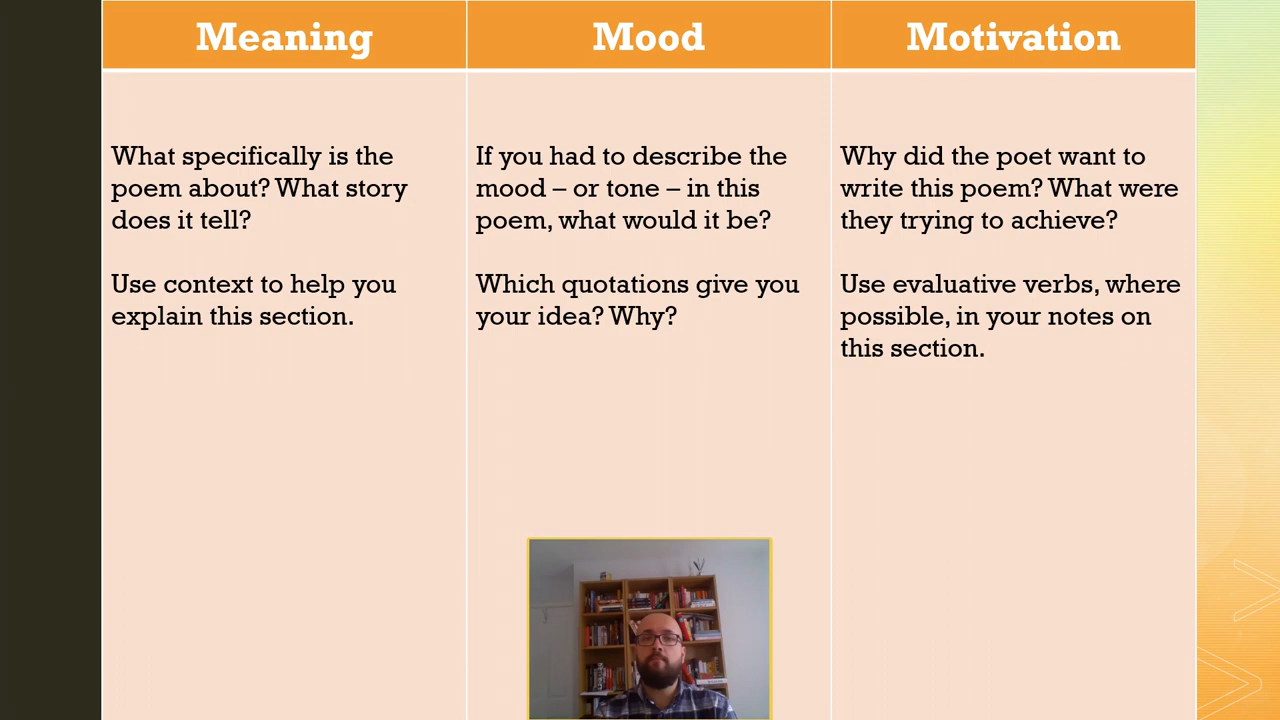 Meaning
Mood
Motivation
What specifically is the
poem about? What story
does it tell?
Use context to help you
explain this section.
If you had to describe the
mood – or tone – in this
poem, what would it be?
Which quotations give you
your idea? Why?
Why did the poet want to
write this poem? What were
they trying to achieve?
Use evaluative verbs, where
possible, in your notes on
this section.